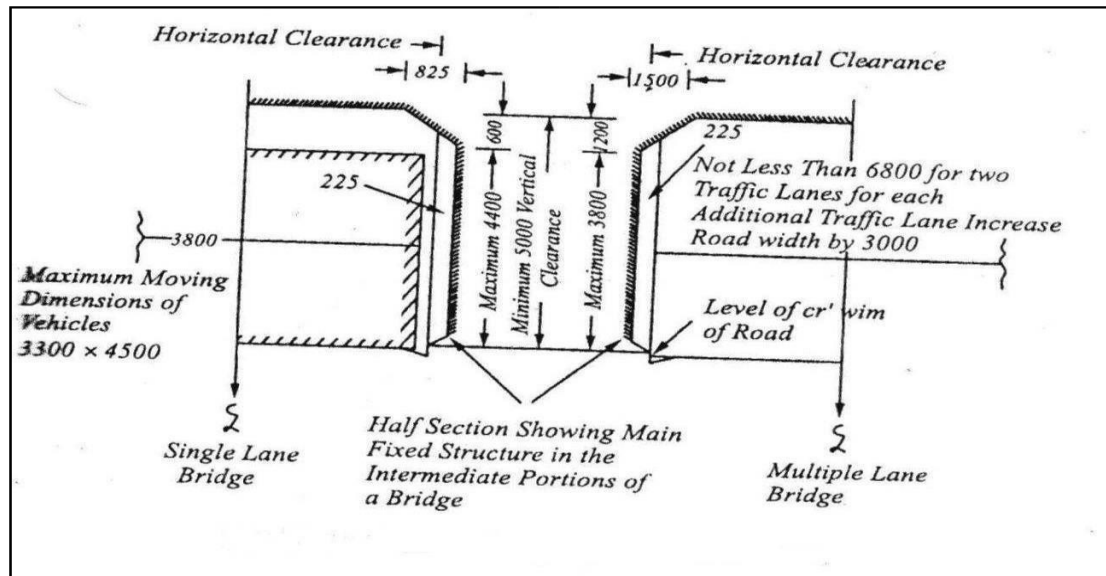 Horizontal Clearance
Horizontal Clearance
825
1500
600
1200
225
225
Maximum 4400
Minimum 5000 Vertical
Clearance
Maximum 3800
Not Less Than 6800 for two
Traffic Lanes for each
Additional Traffic Lane Increase
Road width by 3000
3800
Maximum Moving
Dimensions of
Vehicles
3300 × 4500
Level of cr' wim
of Road
Half Section Showing Main
Fixed Structure in the
Intermediate Portions of
a Bridge
Single Lane
Bridge
Multiple Lane
Bridge